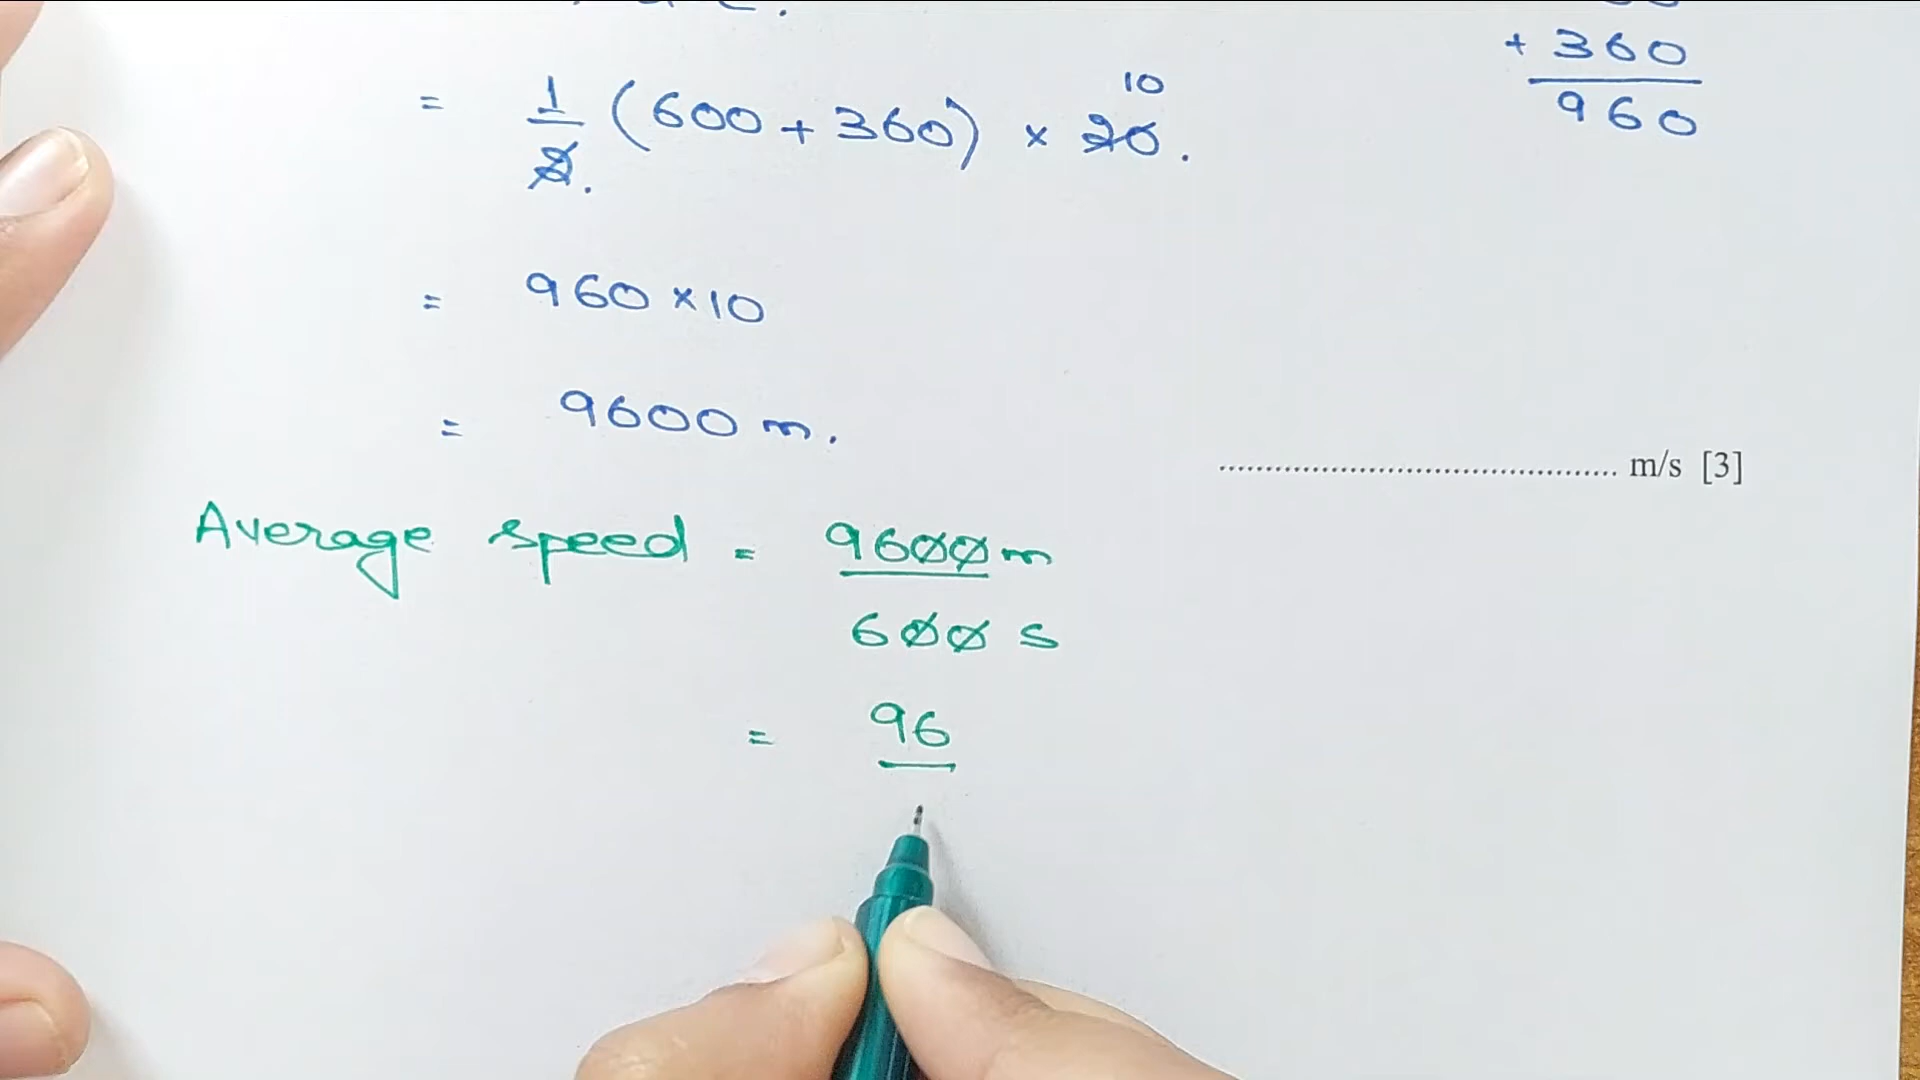 + 360
960
= 1/2. (600 + 360) × 20. 10
= 960 × 10
= 9600 m.
.......................................... m/s [3]
Average speed = 9600 m
600 s
= 96